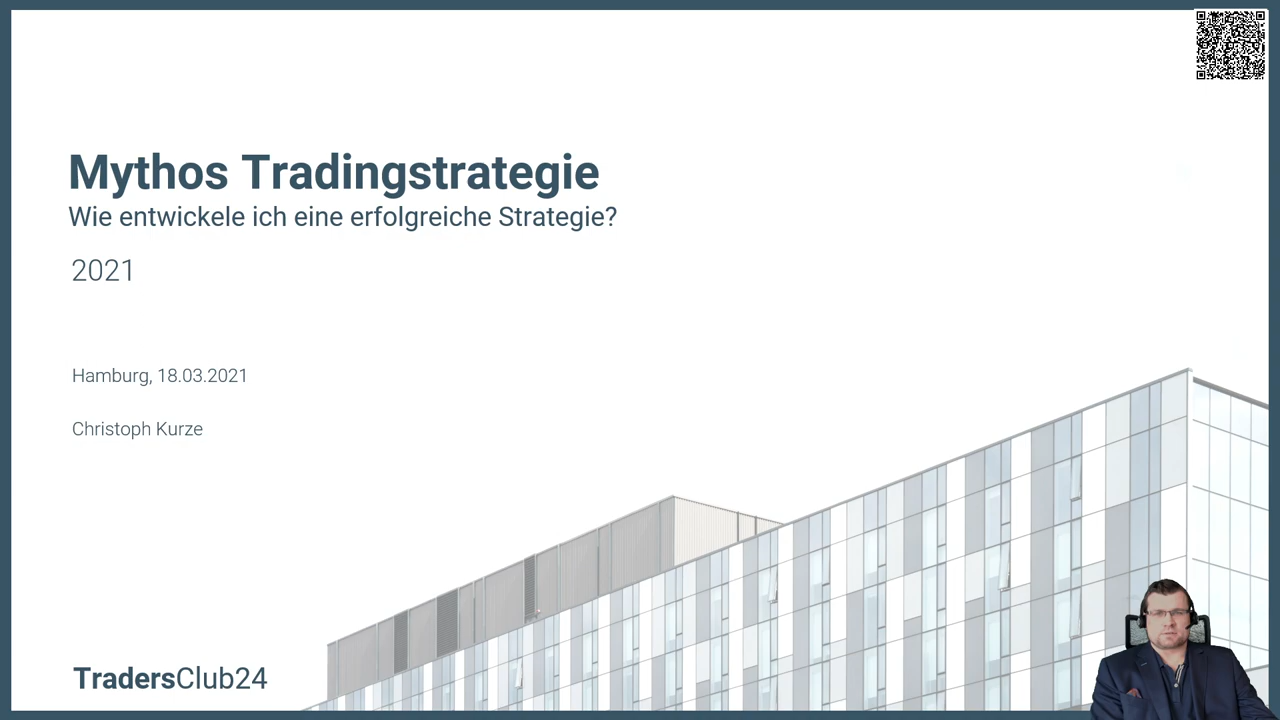 Mythos Tradingstrategie
Wie entwickele ich eine erfolgreiche Strategie?
2021
Hamburg, 18.03.2021
Christoph Kurze
TradersClub24